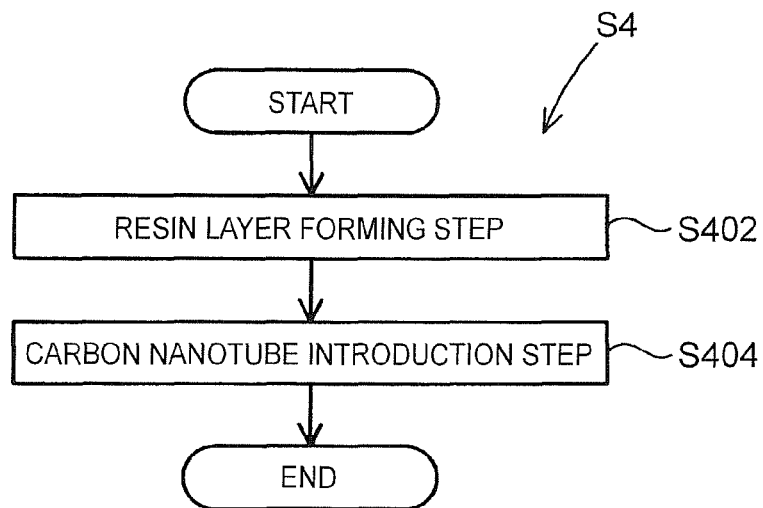 S4
START
RESIN LAYER FORMING STEP
S402
CARBON NANOTUBE INTRODUCTION STEP
S404
END